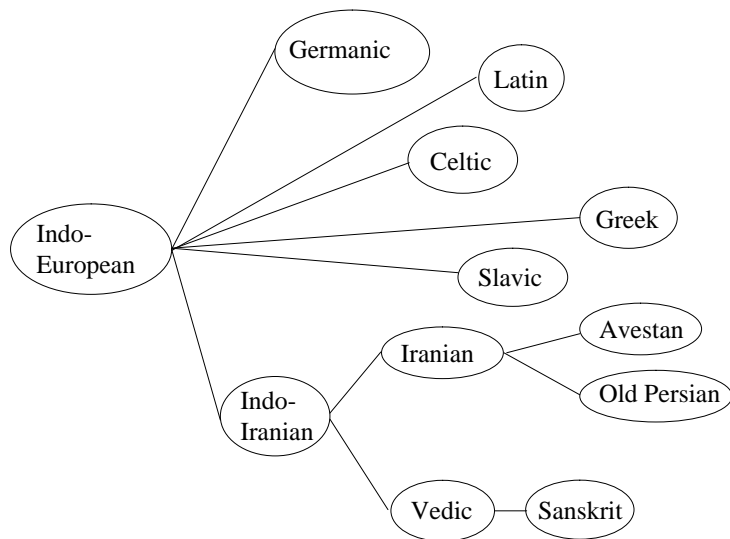 Germanic
Latin
Celtic
Greek
Indo-
European
Slavic
Avestan
Iranian
Old Persian
Indo-
Iranian
Vedic
Sanskrit